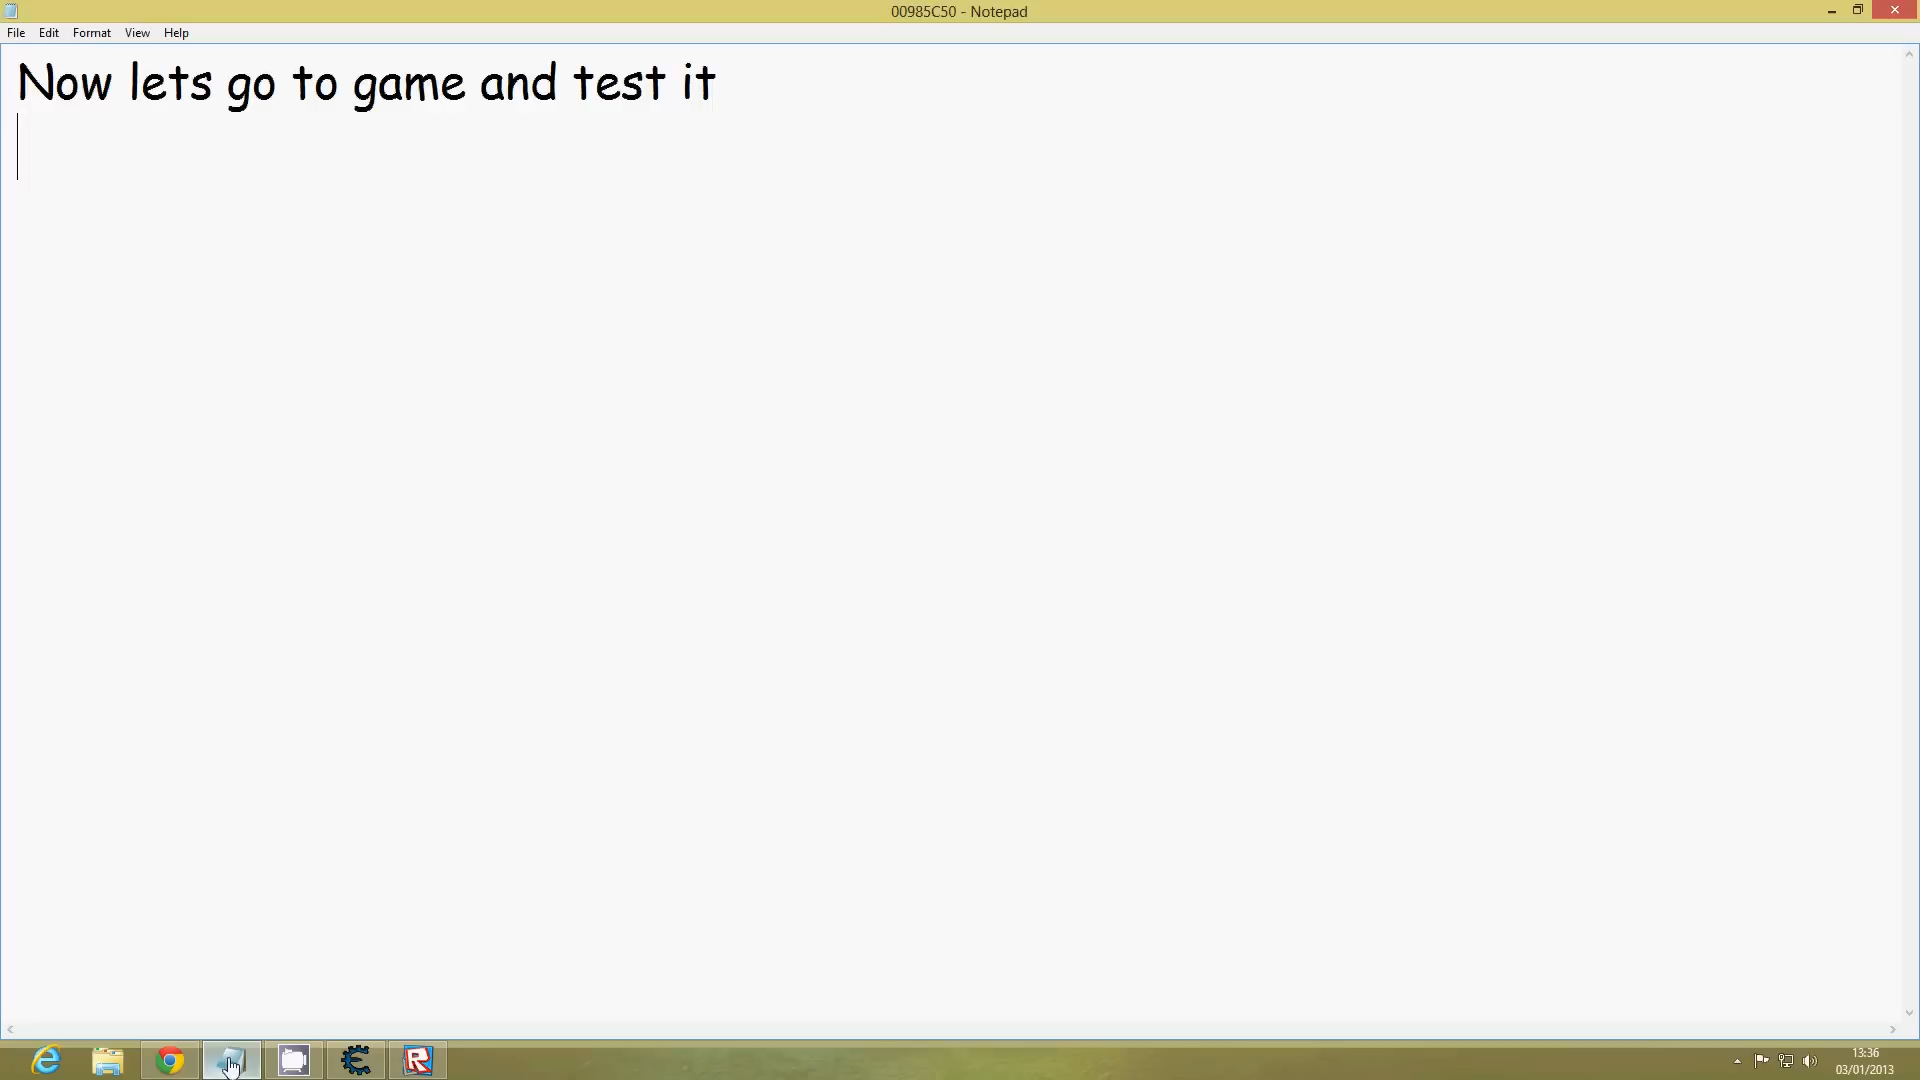 00985C50 - Notepad
File Edit Format View Help
Now lets go to game and test it
13:36
03/01/2013